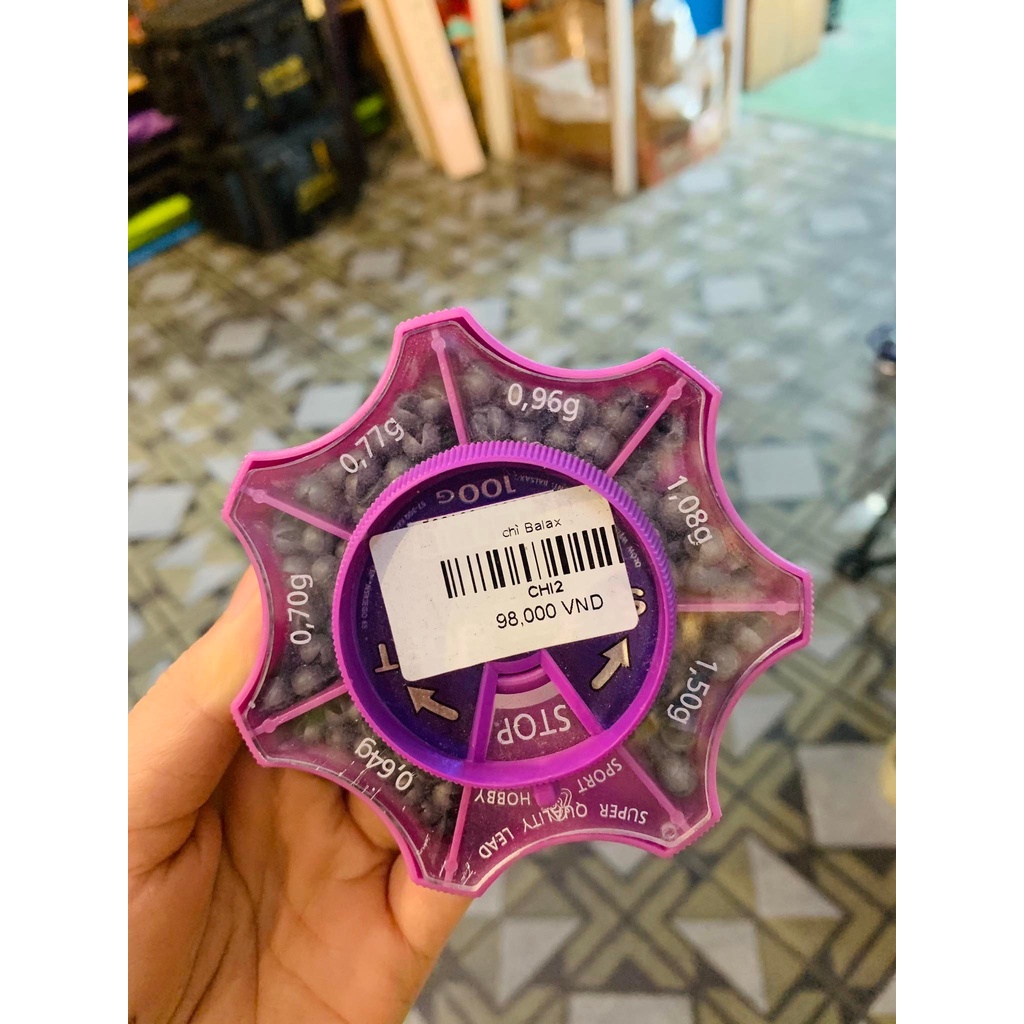 0,96g
0,77g
1,08g
100G
chì Balax
CHI2
98,000 VND
0,70g
S
T
1,50g
STOP
0,64g
SPORT
HOBBY
SUPER QUALITY LEAD